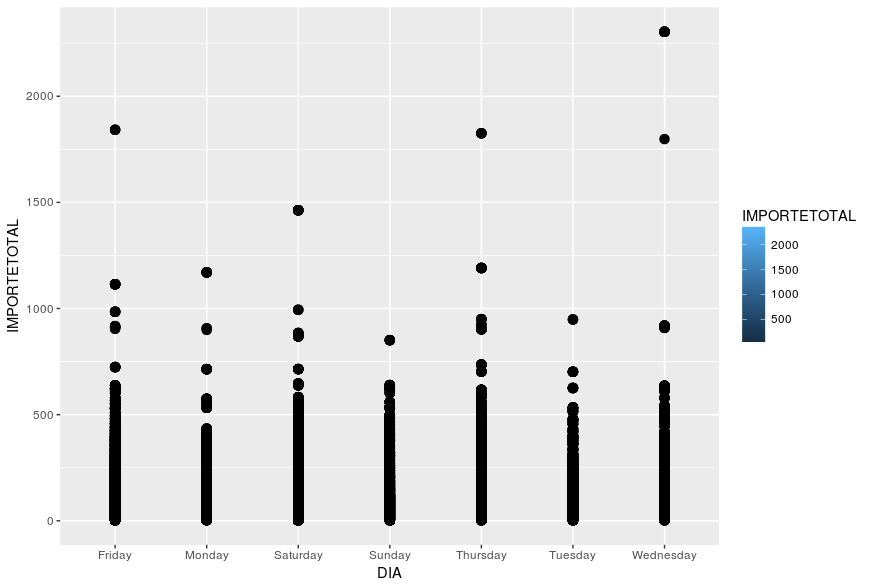 IMPORTETOTAL
2000
1500
1000
500
0
Friday Monday Saturday Sunday Thursday Tuesday Wednesday
DIA
IMPORTETOTAL
2000
1500
1000
500